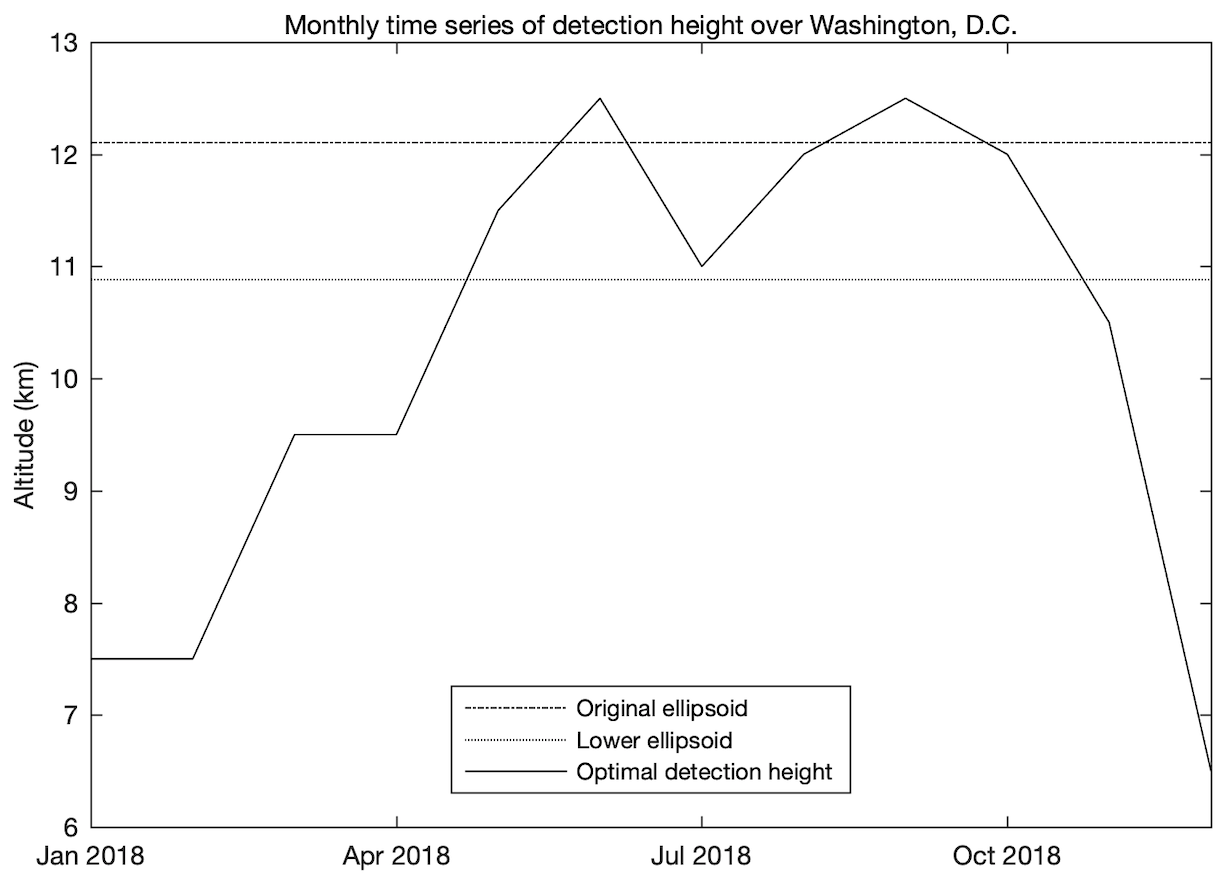 Monthly time series of detection height over Washington, D.C.
13
12
11
10
9
8
7
6
Altitude (km)
Original ellipsoid
Lower ellipsoid
Optimal detection height
Jan 2018
Apr 2018
Jul 2018
Oct 2018